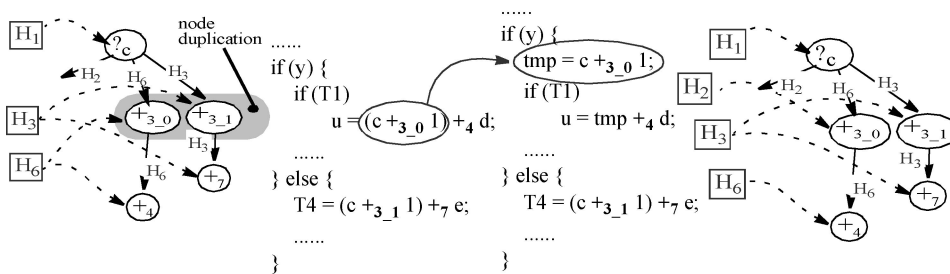 node
duplication
H1
?c
H2
H6
H3
H3
+3_0
+3_1
H3
H6
H6
+7
+4
......
if (y) {
if (T1)
u = (c +3_0 1) +4 d;
......
} else {
T4 = (c +3_1 1) +7 e;
......
}
......
if (y) {
tmp = c +3_0 1;
if (T1)
u = tmp +4 d;
......
} else {
T4 = (c +3_1 1) +7 e;
......
}
H1
?c
H2
H2
H6
H3
H3
+3_0
+3_1
H3
H6
H6
+7
+4